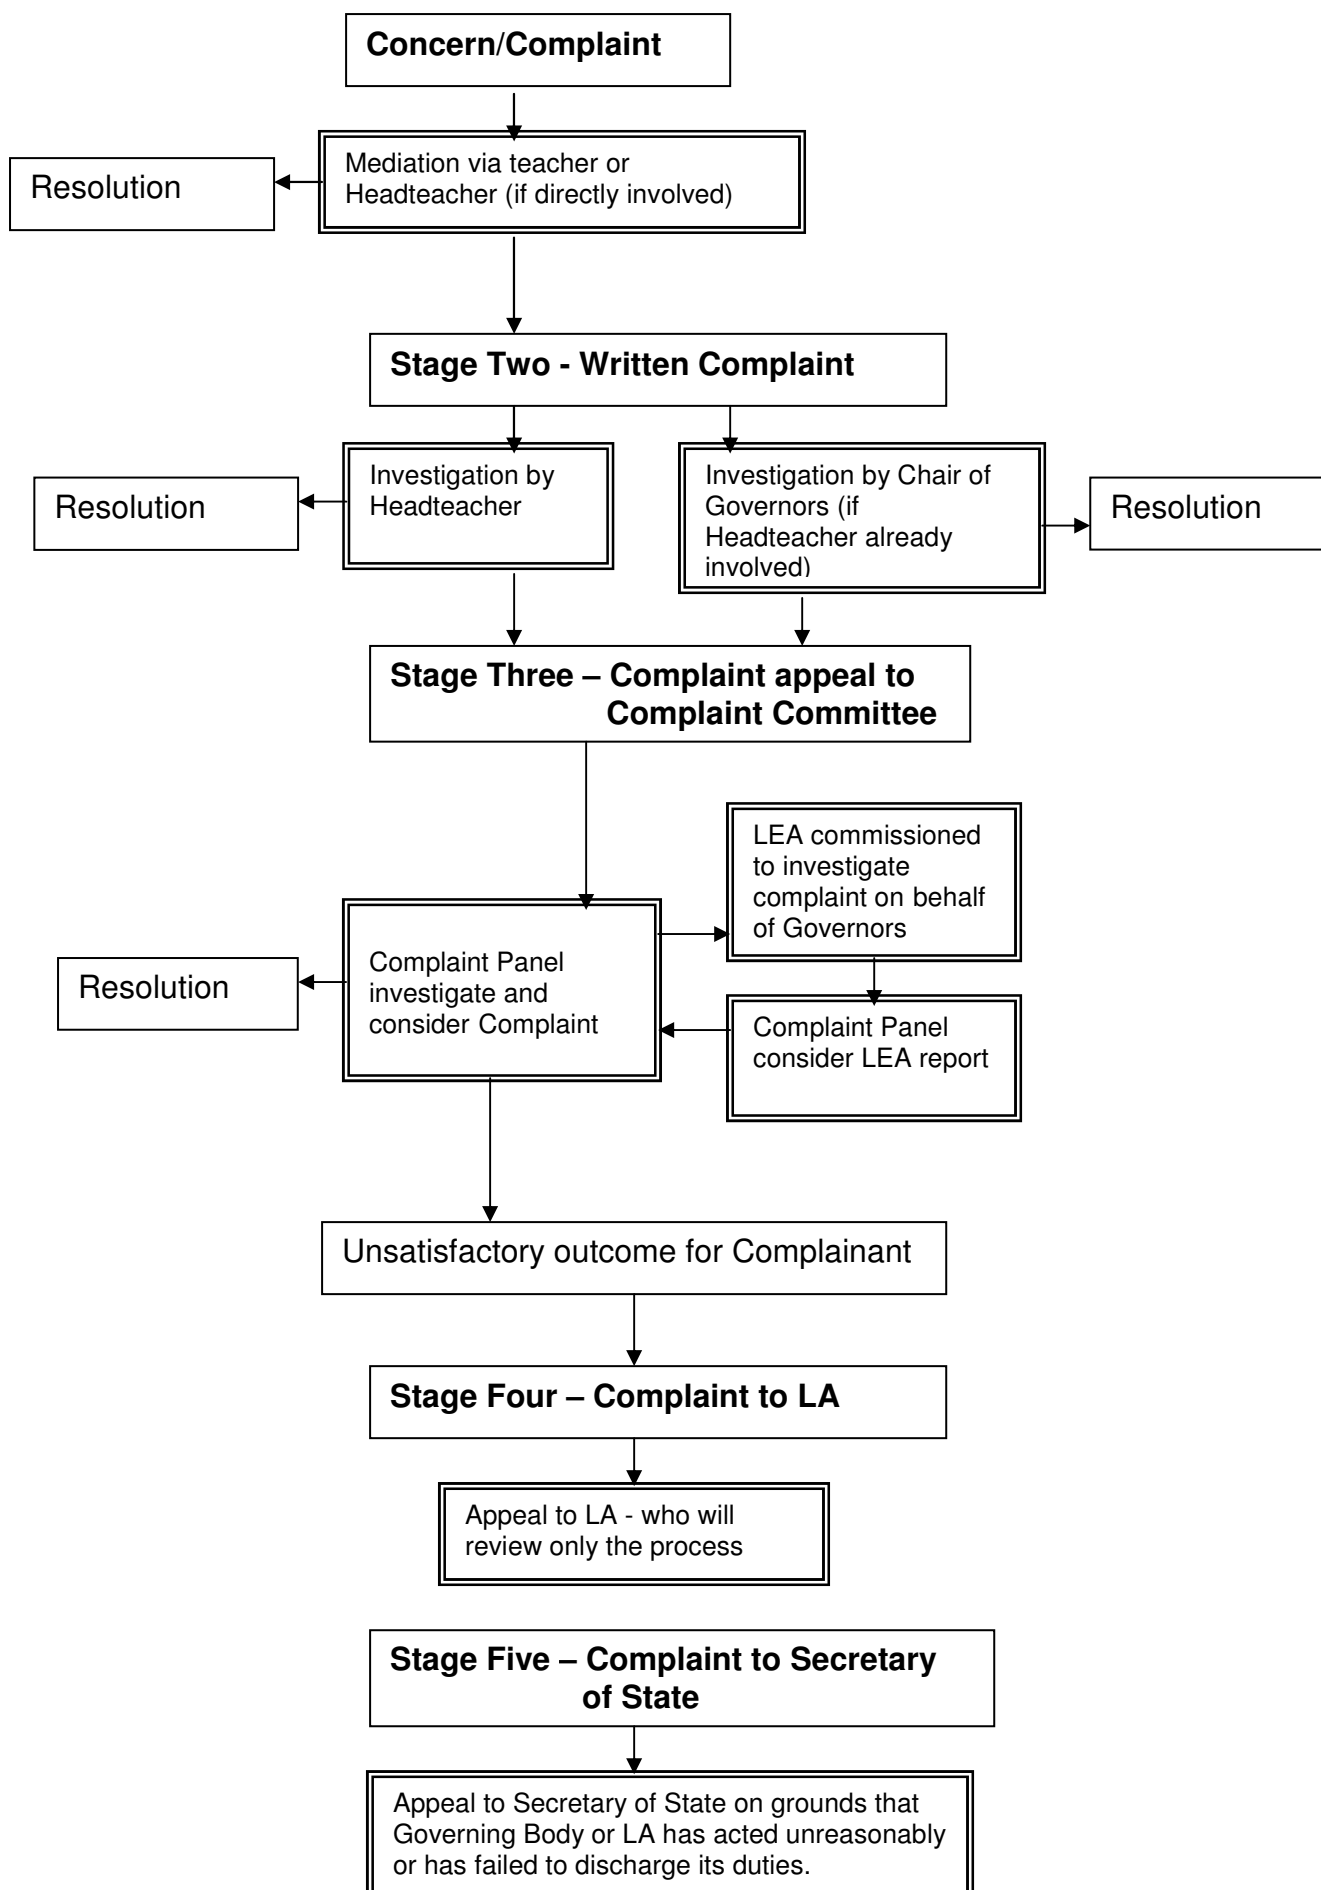 Concern/Complaint
Mediation via teacher or
Headteacher (if directly involved)
Resolution
Stage Two - Written Complaint
Investigation by
Headteacher
Resolution
Investigation by Chair of
Governors (if
Headteacher already
involved)
Resolution
Stage Three – Complaint appeal to
Complaint Committee
LEA commissioned
to investigate
complaint on behalf
of Governors
Complaint Panel
investigate and
consider Complaint
Resolution
Complaint Panel
consider LEA report
Unsatisfactory outcome for Complainant
Stage Four – Complaint to LA
Appeal to LA - who will
review only the process
Stage Five – Complaint to Secretary
of State
Appeal to Secretary of State on grounds that
Governing Body or LA has acted unreasonably
or has failed to discharge its duties.